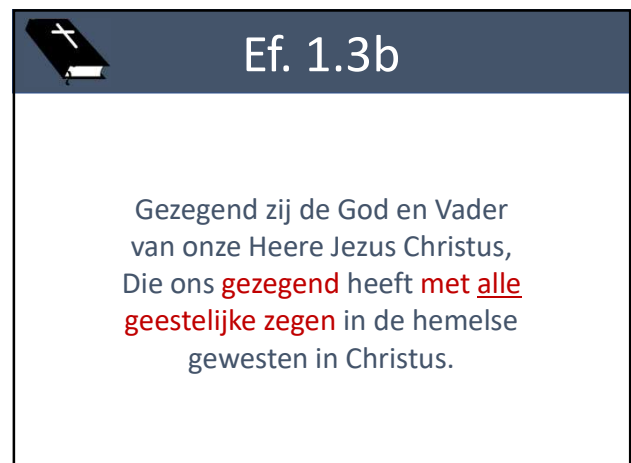 Ef. 1.3b
Gezegend zij de God en Vader
van onze Heere Jezus Christus,
Die ons gezegend heeft met alle
geestelijke zegen in de hemelse
gewesten in Christus.